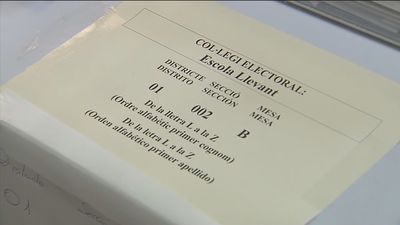 COL·LEGI ELECTORAL:
Escola Llevant
DISTRICTE SECCIÓ MESA
DISTRITO SECCIÓN MESA
01 002 B
De la lletra L a la Z
(Ordre alfabètic primer cognom)
De la letra L a la Z
(Orden alfabético primer apellido)
01